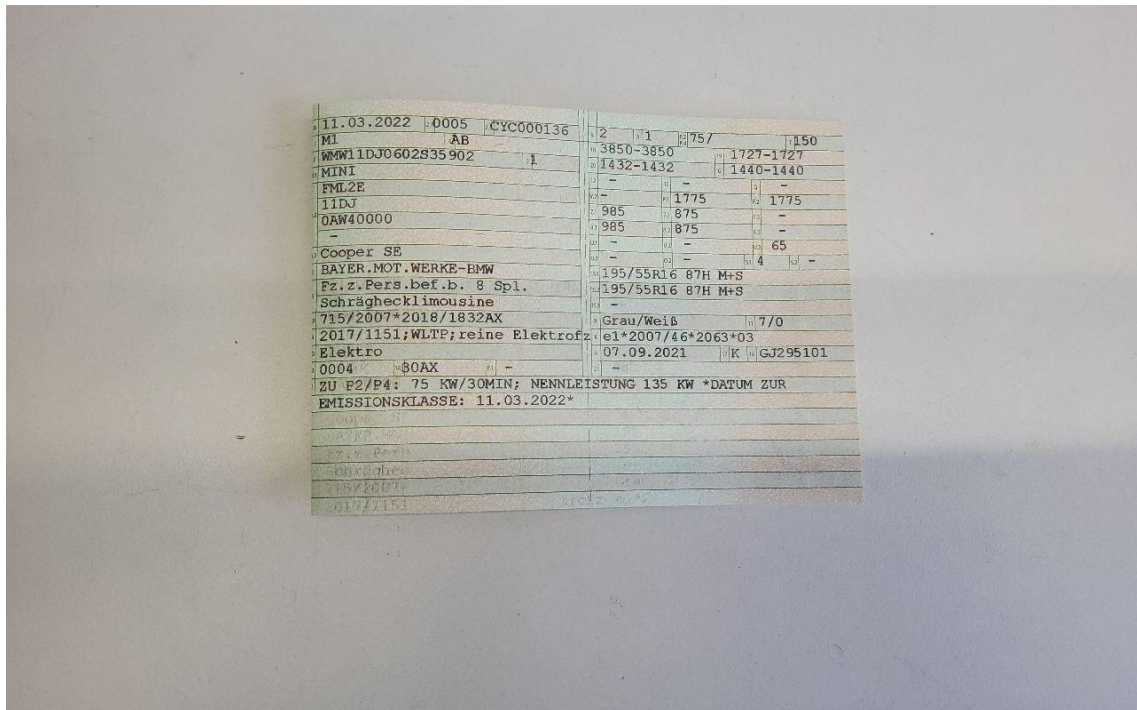 11.03.2022 0005 CYC000136
M1 AB
WMW11DJ0602S35902 1
MINI
FML2E
11DJ
0AW40000
-
Cooper SE
BAYER.MOT.WERKE-BMW
Fz.z.Pers.bef.b. 8 Spl.
Schräghecklimousine
715/2007*2018/1832AX
2017/1151;WLTP;reine Elektrofz
Elektro
0004 30AX -
2 1 75/ 150
3850-3850 1727-1727
1432-1432 1440-1440
- - -
- 1775 1775
985 875 -
985 875 -
- - 65
- - 4 -
195/55R16 87H M+S
195/55R16 87H M+S
-
Grau/Weiß 7/0
e1*2007/46*2063*03
07.09.2021 K GJ295101
-
ZU P2/P4: 75 KW/30MIN; NENNLEISTUNG 135 KW *DATUM ZUR
EMISSIONSKLASSE: 11.03.2022*